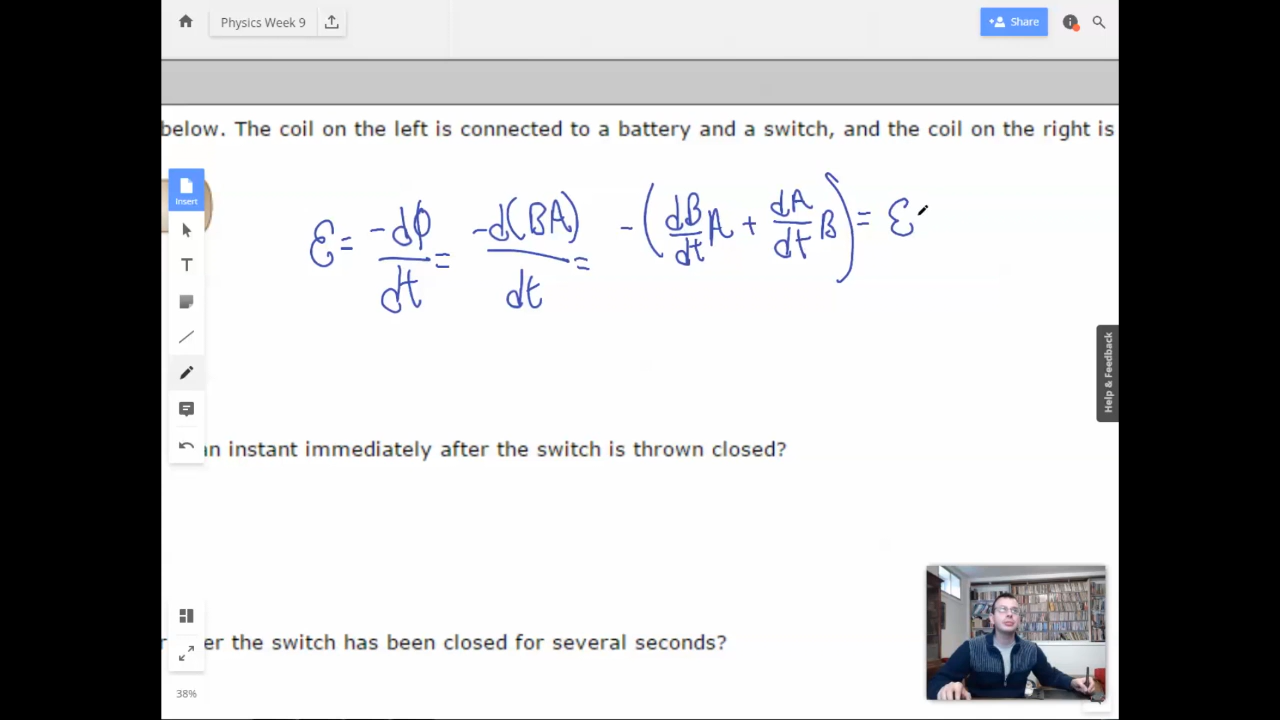 Physics Week 9
Share
below. The coil on the left is connected to a battery and a switch, and the coil on the right is
Insert
ℰ = -dϕ/dt = -d(BA)/dt = -(dB/dt A + dA/dt B) = ℰ
T
Help & Feedback
an instant immediately after the switch is thrown closed?
er the switch has been closed for several seconds?
38%